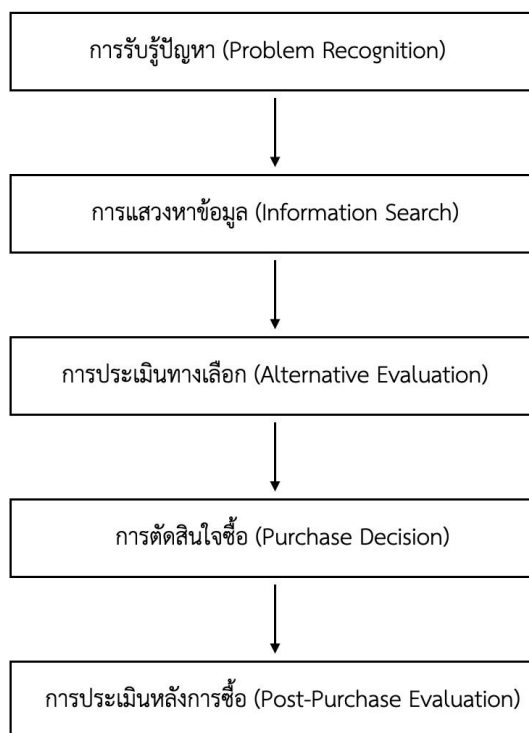 การรับรู้ปัญหา (Problem Recognition)
การแสวงหาข้อมูล (Information Search)
การประเมินทางเลือก (Alternative Evaluation)
การตัดสินใจซื้อ (Purchase Decision)
การประเมินหลังการซื้อ (Post-Purchase Evaluation)